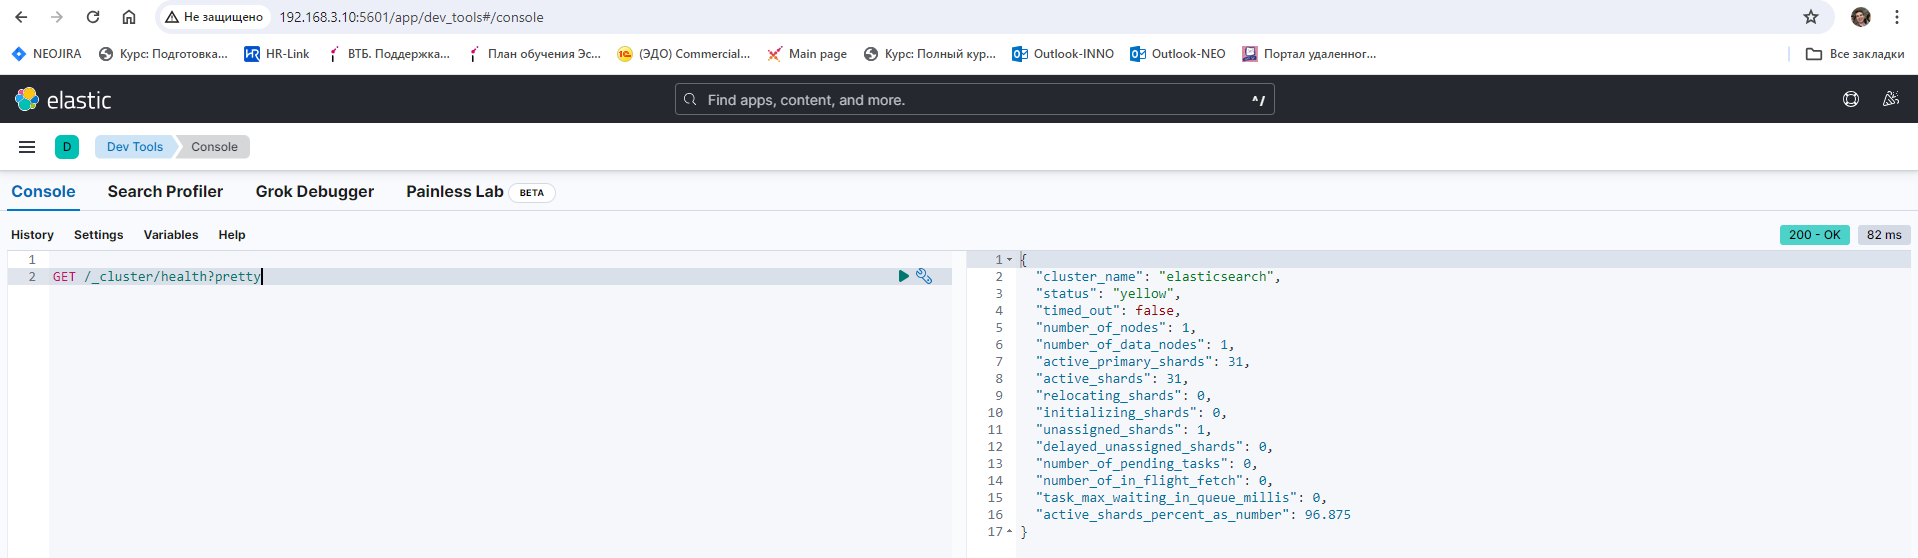 Не защищено 192.168.3.10:5601/app/dev_tools#/console
NEOJIRA Курс: Подготовка... HR-Link ВТБ. Поддержка... План обучения Эс... (ЭДО) Commercial... Main page Курс: Полный кур... Outlook-INNO Outlook-NEO Портал удаленног... Все закладки
elastic Find apps, content, and more. ^/
D Dev Tools Console
Console Search Profiler Grok Debugger Painless Lab BETA
History Settings Variables Help 200 - OK 82 ms
1
2 GET /_cluster/health?pretty
1 {
2 "cluster_name": "elasticsearch",
3 "status": "yellow",
4 "timed_out": false,
5 "number_of_nodes": 1,
6 "number_of_data_nodes": 1,
7 "active_primary_shards": 31,
8 "active_shards": 31,
9 "relocating_shards": 0,
10 "initializing_shards": 0,
11 "unassigned_shards": 1,
12 "delayed_unassigned_shards": 0,
13 "number_of_pending_tasks": 0,
14 "number_of_in_flight_fetch": 0,
15 "task_max_waiting_in_queue_millis": 0,
16 "active_shards_percent_as_number": 96.875
17 }